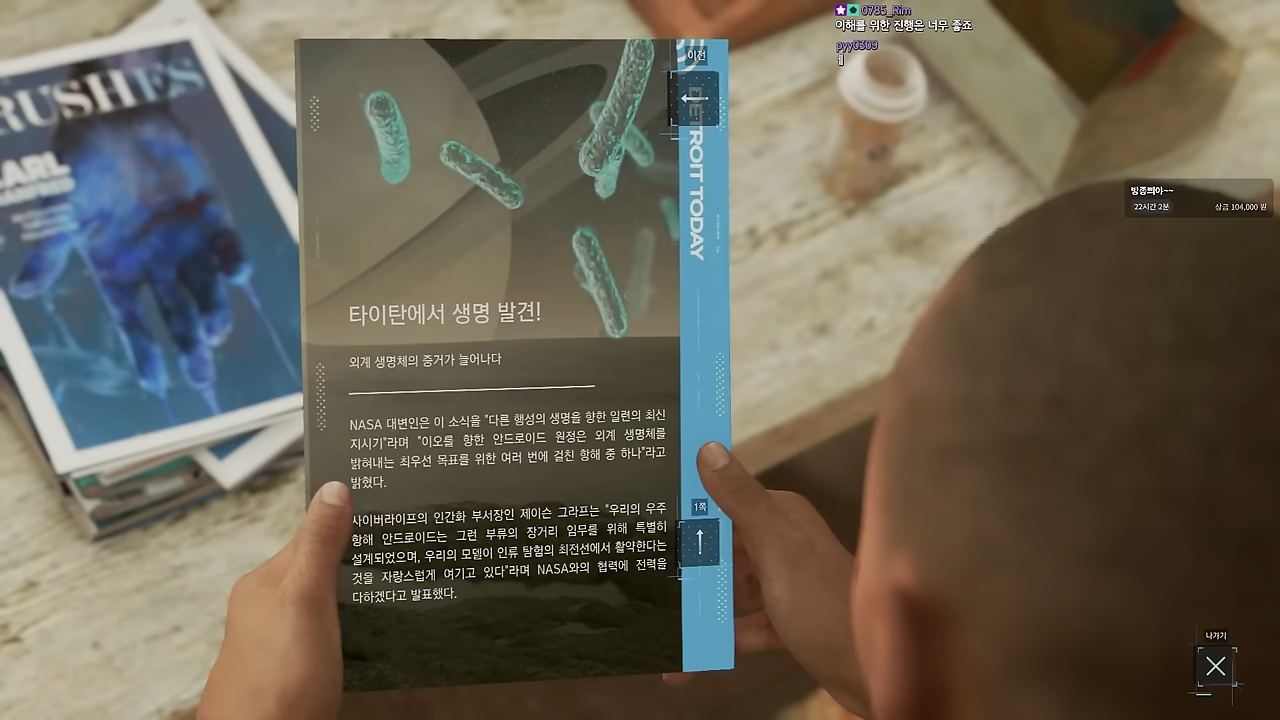 0785_Rim
이해를 위한 진행은 너무 좋죠
pyy0309
ㅖ
빙종쁴야~~
22시간 2분
상금 104,000 원
RUSHES
CARL
MANFRED
이전
DETROIT TODAY
타이탄에서 생명 발견!
외계 생명체의 증거가 늘어나다
NASA 대변인은 이 소식을 "다른 행성의 생명을 향한 일련의 최신
지시기"라며 "이오를 향한 안드로이드 원정은 외계 생명체를
밝혀내는 최우선 목표를 위한 여러 번에 걸친 항해 중 하나"라고
밝혔다.
사이버라이프의 인간화 부서장인 제이슨 그라프는 "우리의 우주
항해 안드로이드는 그런 부류의 장거리 임무를 위해 특별히
설계되었으며, 우리의 모델이 인류 탐험의 최전선에서 활약한다는
것을 자랑스럽게 여기고 있다"라며 NASA와의 협력에 전력을
다하겠다고 발표했다.
1쪽
나가기